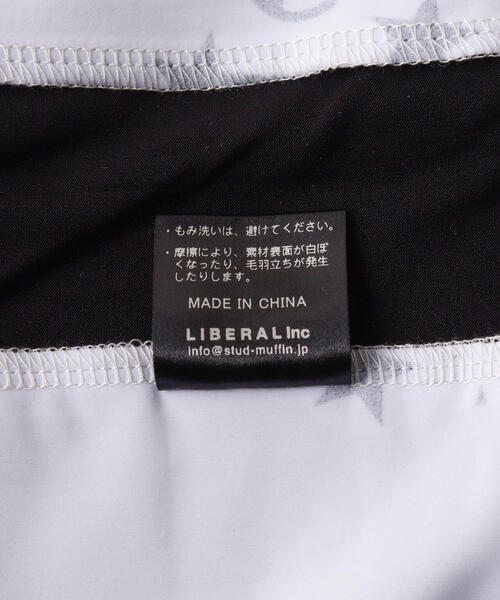 ・もみ洗いは、避けてください。
・摩擦により、素材表面が白ぼ
くなったり、毛羽立ちが発生
したりします。
MADE IN CHINA
LIBERAL Inc
info@stud-muffin.jp